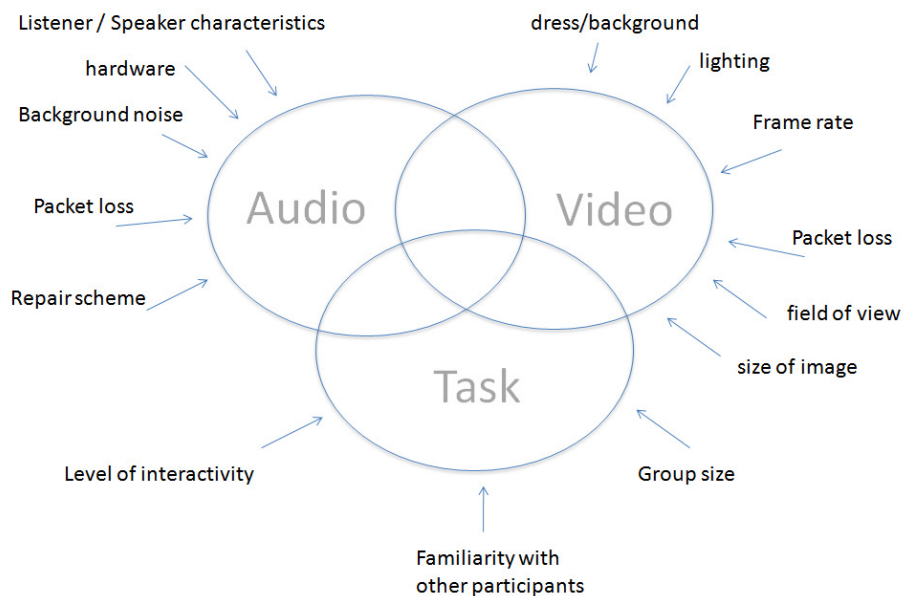 Listener / Speaker characteristics
dress/background
hardware
lighting
Background noise
Frame rate
Audio
Video
Packet loss
Packet loss
Repair scheme
field of view
size of image
Task
Level of interactivity
Group size
Familiarity with
other participants